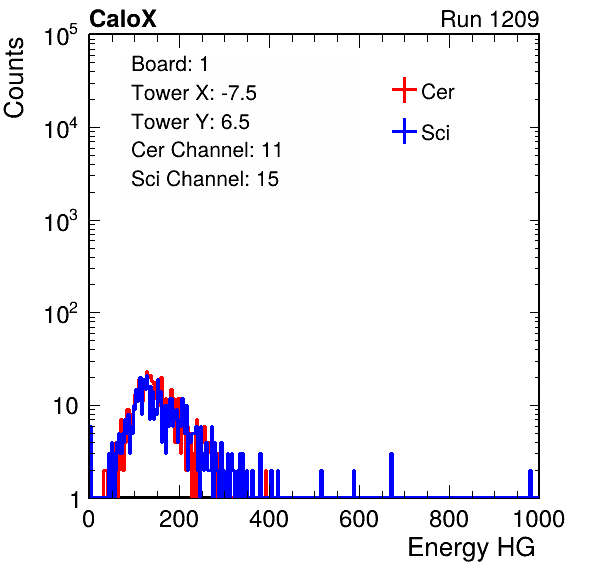 CaloX Run 1209
Counts
Board: 1
Tower X: -7.5
Tower Y: 6.5
Cer Channel: 11
Sci Channel: 15
Cer
Sci
10^5
10^4
10^3
10^2
10
1
0 200 400 600 800 1000
Energy HG